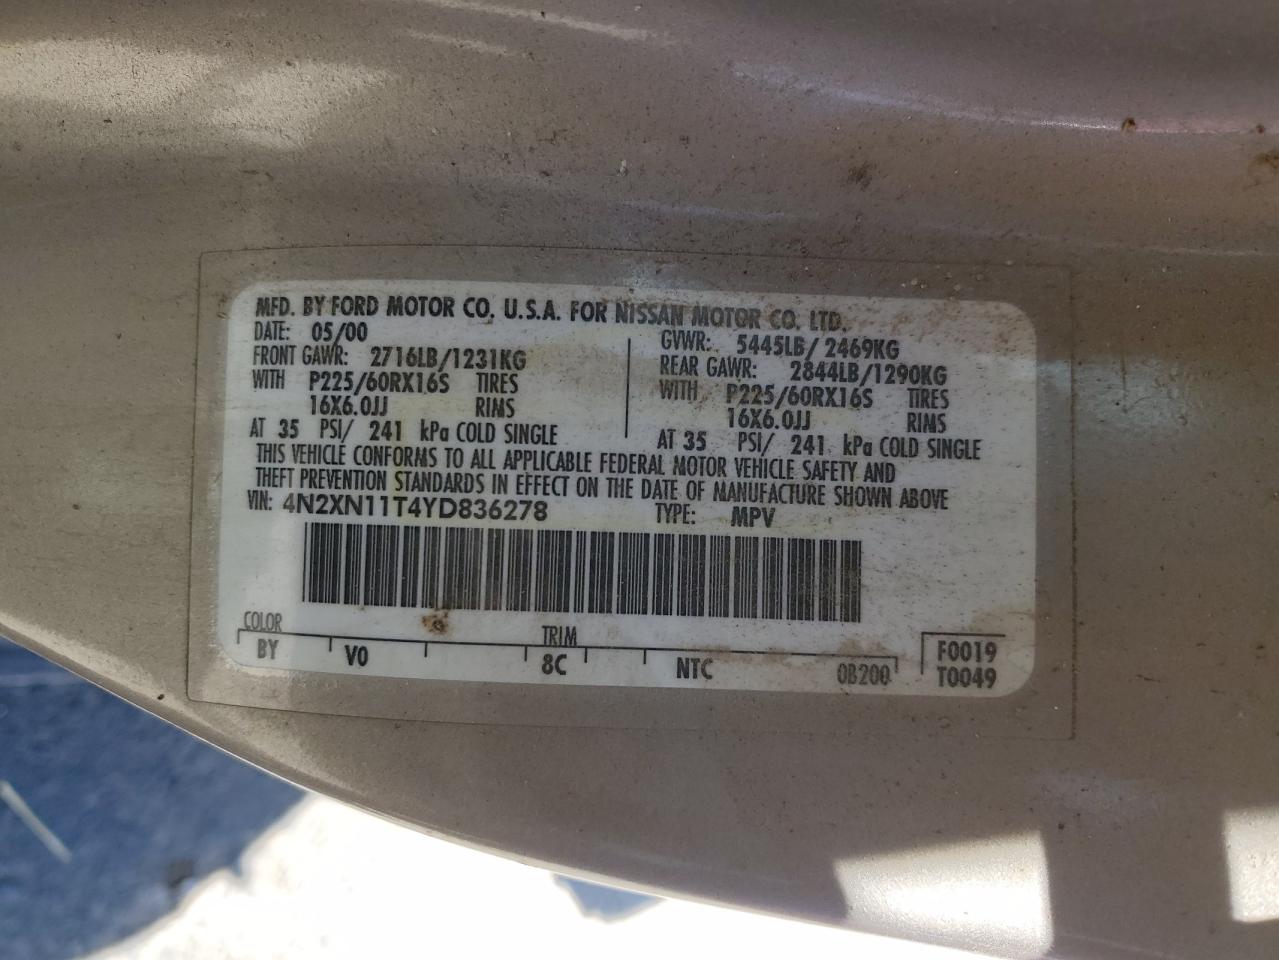 MFD. BY FORD MOTOR CO. U.S.A. FOR NISSAN MOTOR CO. LTD.
DATE: 05/00
GVWR: 5445LB/2469KG
FRONT GAWR: 2716LB/1231KG
REAR GAWR: 2844LB/1290KG
WITH P225/60RX16S TIRES
WITH P225/60RX16S TIRES
16X6.0JJ RIMS
16X6.0JJ RIMS
AT 35 PSI/ 241 kPa COLD SINGLE
AT 35 PSI/ 241 kPa COLD SINGLE
THIS VEHICLE CONFORMS TO ALL APPLICABLE FEDERAL MOTOR VEHICLE SAFETY AND
THEFT PREVENTION STANDARDS IN EFFECT ON THE DATE OF MANUFACTURE SHOWN ABOVE
VIN: 4N2XN11T4YD836278 TYPE: MPV
COLOR TRIM
BY V0 8C NTC 0B200 F0019
T0049